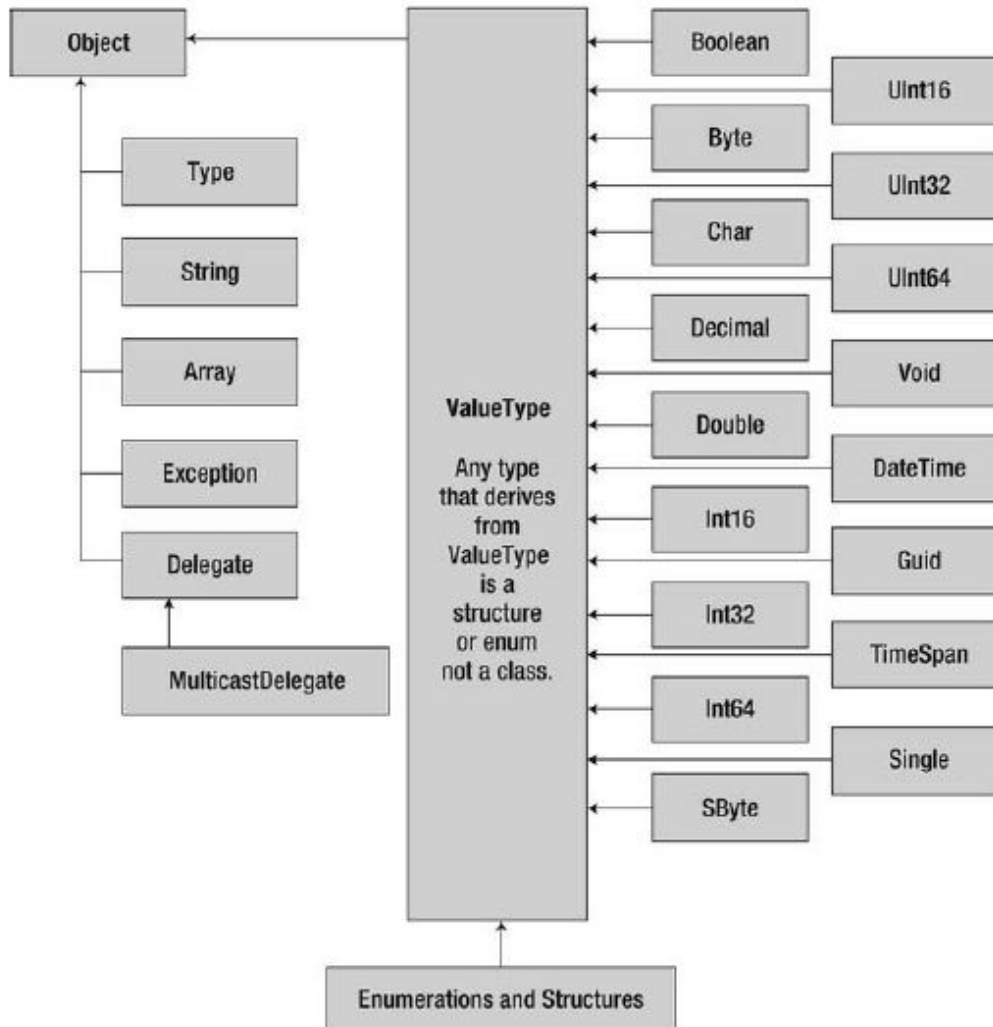 Object
Type
String
Array
Exception
Delegate
MulticastDelegate
ValueType
Any type
that derives
from
ValueType
is a
structure
or enum
not a class.
Boolean
UInt16
Byte
UInt32
Char
UInt64
Decimal
Void
Double
DateTime
Int16
Guid
Int32
TimeSpan
Int64
Single
SByte
Enumerations and Structures